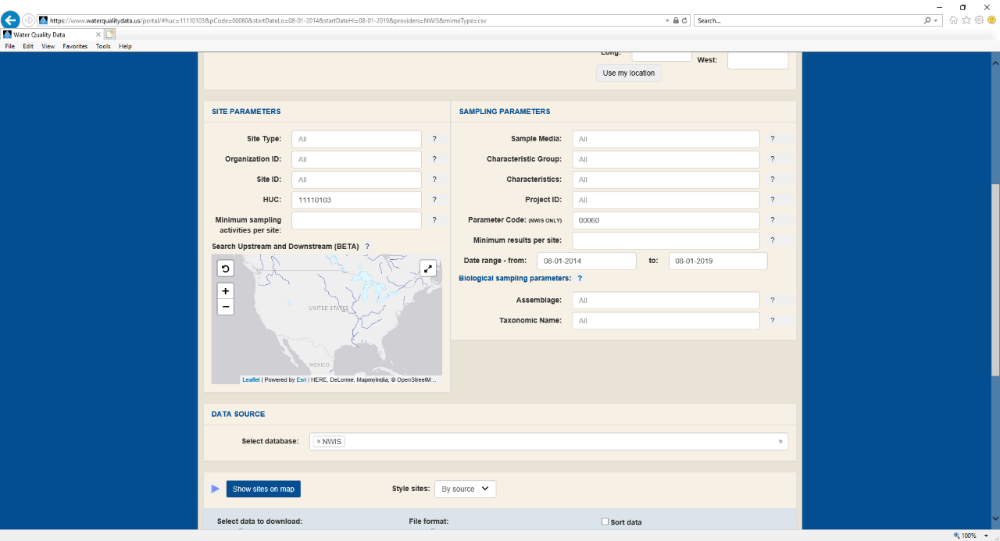 https://www.waterqualitydata.us/portal/#huc=11110103&pCode=00060&startDateLo=08-01-2014&startDateHi=08-01-2019&providers=NWIS&mimeType=csv
Search...
Water Quality Data
File Edit View Favorites Tools Help
Long:
West:
Use my location
SITE PARAMETERS
Site Type: All ?
Organization ID: All ?
Site ID: All ?
HUC: 11110103 ?
Minimum sampling
activities per site: ?
Search Upstream and Downstream (BETA) ?
+
−
UNITED STATES
MÉXICO
Leaflet | Powered by Esri | HERE, DeLorme, MapmyIndia, © OpenStreetM...
SAMPLING PARAMETERS
Sample Media: All ?
Characteristic Group: All ?
Characteristics: All ?
Project ID: All ?
Parameter Code: (NWIS ONLY) 00060 ?
Minimum results per site: ?
Date range - from: 08-01-2014 to: 08-01-2019
Biological sampling parameters: ?
Assemblage: All ?
Taxonomic Name: All ?
DATA SOURCE
Select database: × NWIS ×
Show sites on map
Style sites: By source
Select data to download:
File format:
Sort data
100%